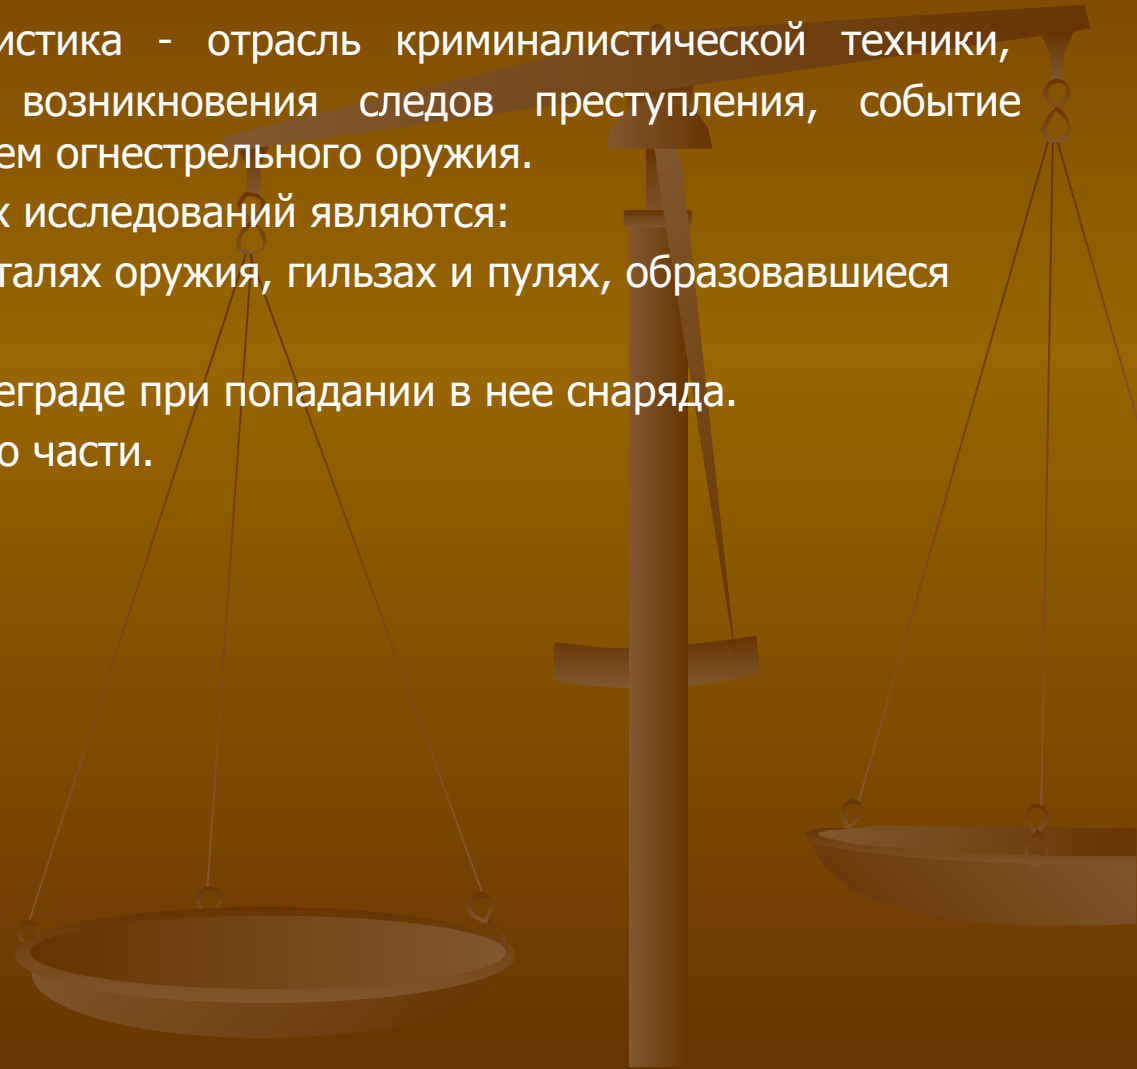 истика - отрасль криминалистической техники,
возникновения следов преступления, событие
ем огнестрельного оружия.
х исследований являются:
талях оружия, гильзах и пулях, образовавшиеся
еграде при попадании в нее снаряда.
о части.